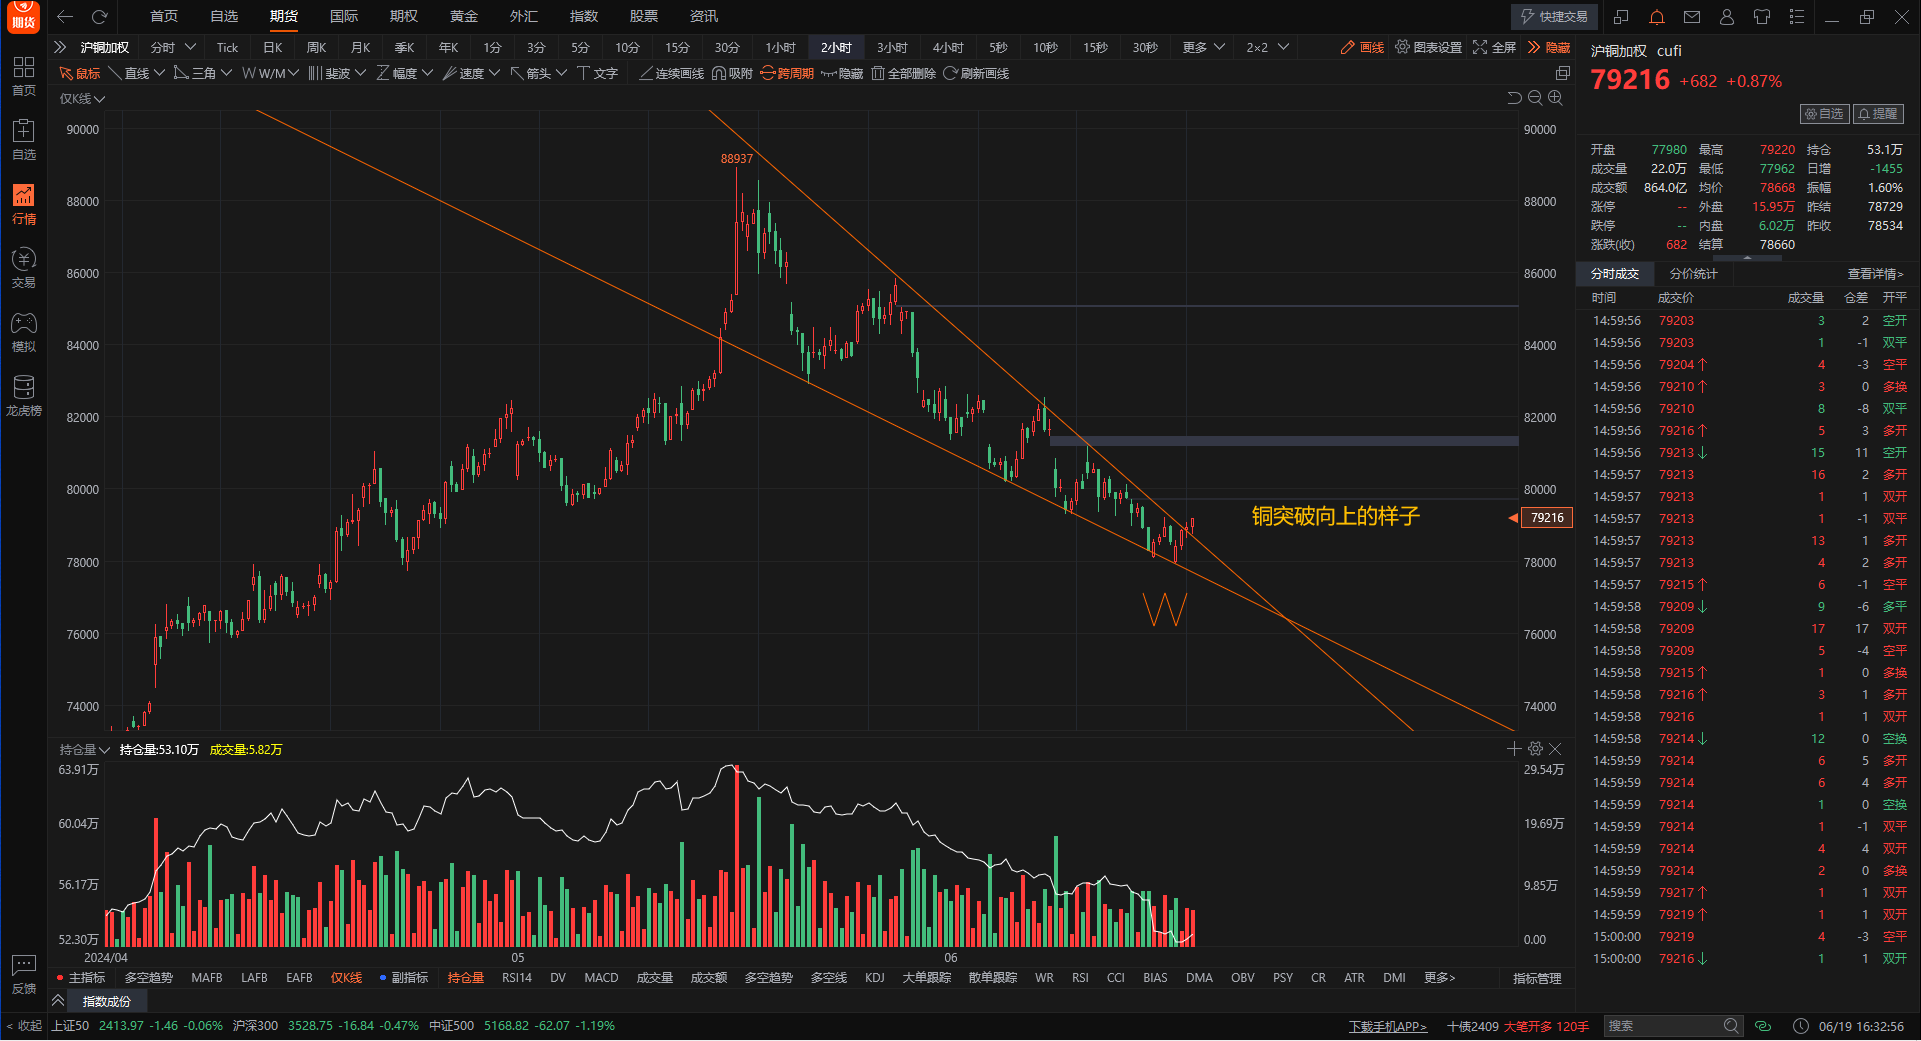 期货
首页 自选 期货 国际 期权 黄金 外汇 指数 股票 资讯 快捷交易
沪铜加权 分时 Tick 日K 周K 月K 季K 年K 1分 3分 5分 10分 15分 30分 1小时 2小时 3小时 4小时 5秒 10秒 15秒 30秒 更多 2×2 画线 图表设置 全屏 隐藏
鼠标 直线 三角 W/M 斐波 幅度 速度 箭头 文字 连续画线 吸附 跨周期 隐藏 全部删除 刷新画线
首页
自选
行情
交易
模拟
龙虎榜
反馈
< 收起
仅K线
90000 90000
88937
88000 88000
86000 86000
84000 84000
82000 82000
80000 80000
铜突破向上的样子
79216
78000 78000
76000 76000
74000 74000
持仓量 持仓量:53.10万 成交量:5.82万
63.91万 29.54万
60.04万 19.69万
56.17万 9.85万
52.30万 0.00
2024/04 05 06
主指标 多空趋势 MAFB LAFB EAFB 仅K线 副指标 持仓量 RSI14 DV MACD 成交量 成交额 多空趋势 多空线 KDJ 大单跟踪 散单跟踪 WR RSI CCI BIAS DMA OBV PSY CR ATR DMI 更多> 指标管理
指数成份
上证50 2413.97 -1.46 -0.06% 沪深300 3528.75 -16.84 -0.47% 中证500 5168.82 -62.07 -1.19% 下载手机APP> 十债2409 大笔开多 120手 搜索 06/19 16:32:56
沪铜加权 cufi
79216 +682 +0.87%
自选 提醒
开盘 77980 最高 79220 持仓 53.1万
成交量 22.0万 最低 77962 日增 -1455
成交额 864.0亿 均价 78668 振幅 1.60%
涨停 -- 外盘 15.95万 昨结 78729
跌停 -- 内盘 6.02万 昨收 78534
涨跌(收) 682 结算 78660
分时成交 分价统计 查看详情>
时间 成交价 成交量 仓差 开平
14:59:56 79203 3 2 空开
14:59:56 79203 1 -1 双平
14:59:56 79204↑ 4 -3 空平
14:59:56 79210↑ 3 0 多换
14:59:56 79210 8 -8 双平
14:59:56 79216↑ 5 3 多开
14:59:56 79213↓ 15 11 空开
14:59:57 79213 16 2 多开
14:59:57 79213 1 1 双开
14:59:57 79213 1 -1 双平
14:59:57 79213 13 1 多开
14:59:57 79213 4 2 多开
14:59:57 79215↑ 6 -1 空平
14:59:58 79209↓ 9 -6 多平
14:59:58 79209 17 17 双开
14:59:58 79209 5 -4 空平
14:59:58 79215↑ 1 0 多换
14:59:58 79216↑ 3 1 多开
14:59:58 79216 1 1 双开
14:59:58 79214↓ 12 0 空换
14:59:59 79214 6 5 多开
14:59:59 79214 6 4 多开
14:59:59 79214 1 0 空换
14:59:59 79214 1 -1 双平
14:59:59 79214 4 4 双开
14:59:59 79214 2 0 多换
14:59:59 79217↑ 1 1 双开
14:59:59 79219↑ 1 1 双开
15:00:00 79219 4 -3 空平
15:00:00 79216↓ 1 1 双开